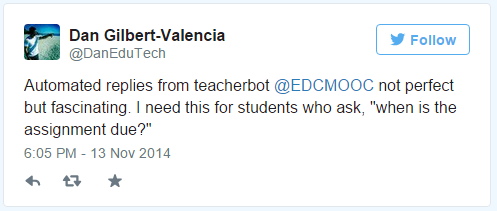 Dan Gilbert-Valencia
@DanEduTech
Follow
Automated replies from teacherbot @EDCMOOC not perfect
but fascinating. I need this for students who ask, "when is the
assignment due?"
6:05 PM - 13 Nov 2014